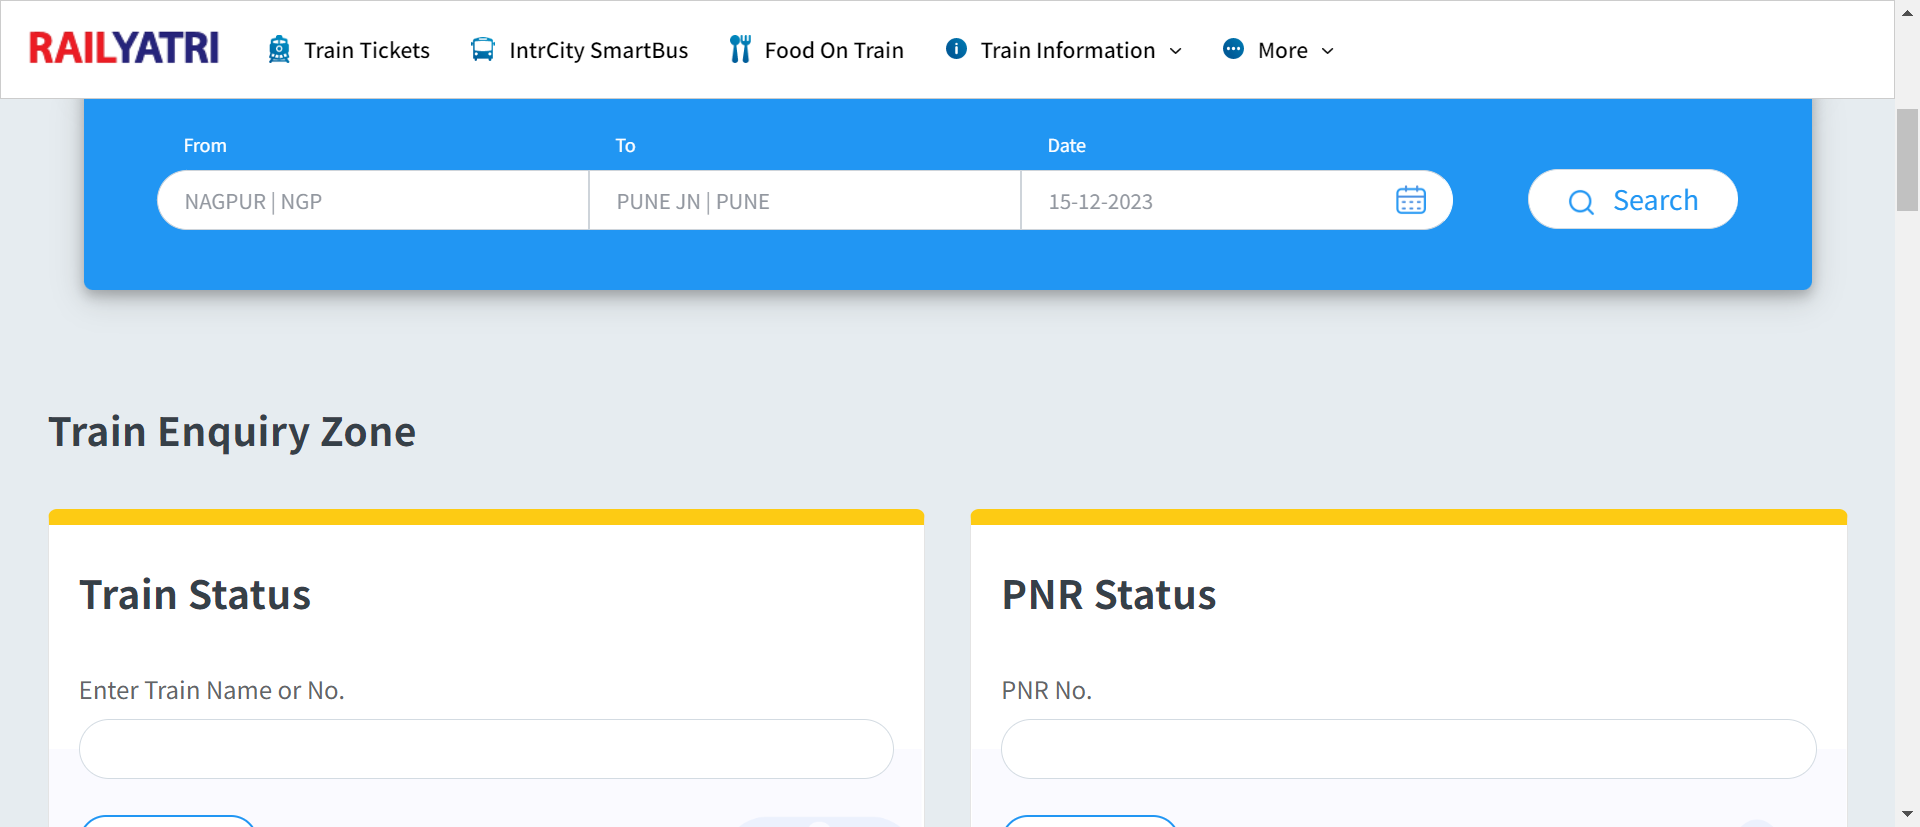 RAILYATRI Train Tickets IntrCity SmartBus Food On Train Train Information More
From To Date
NAGPUR | NGP PUNE JN | PUNE 15-12-2023 Search
Train Enquiry Zone
Train Status
Enter Train Name or No.
PNR Status
PNR No.